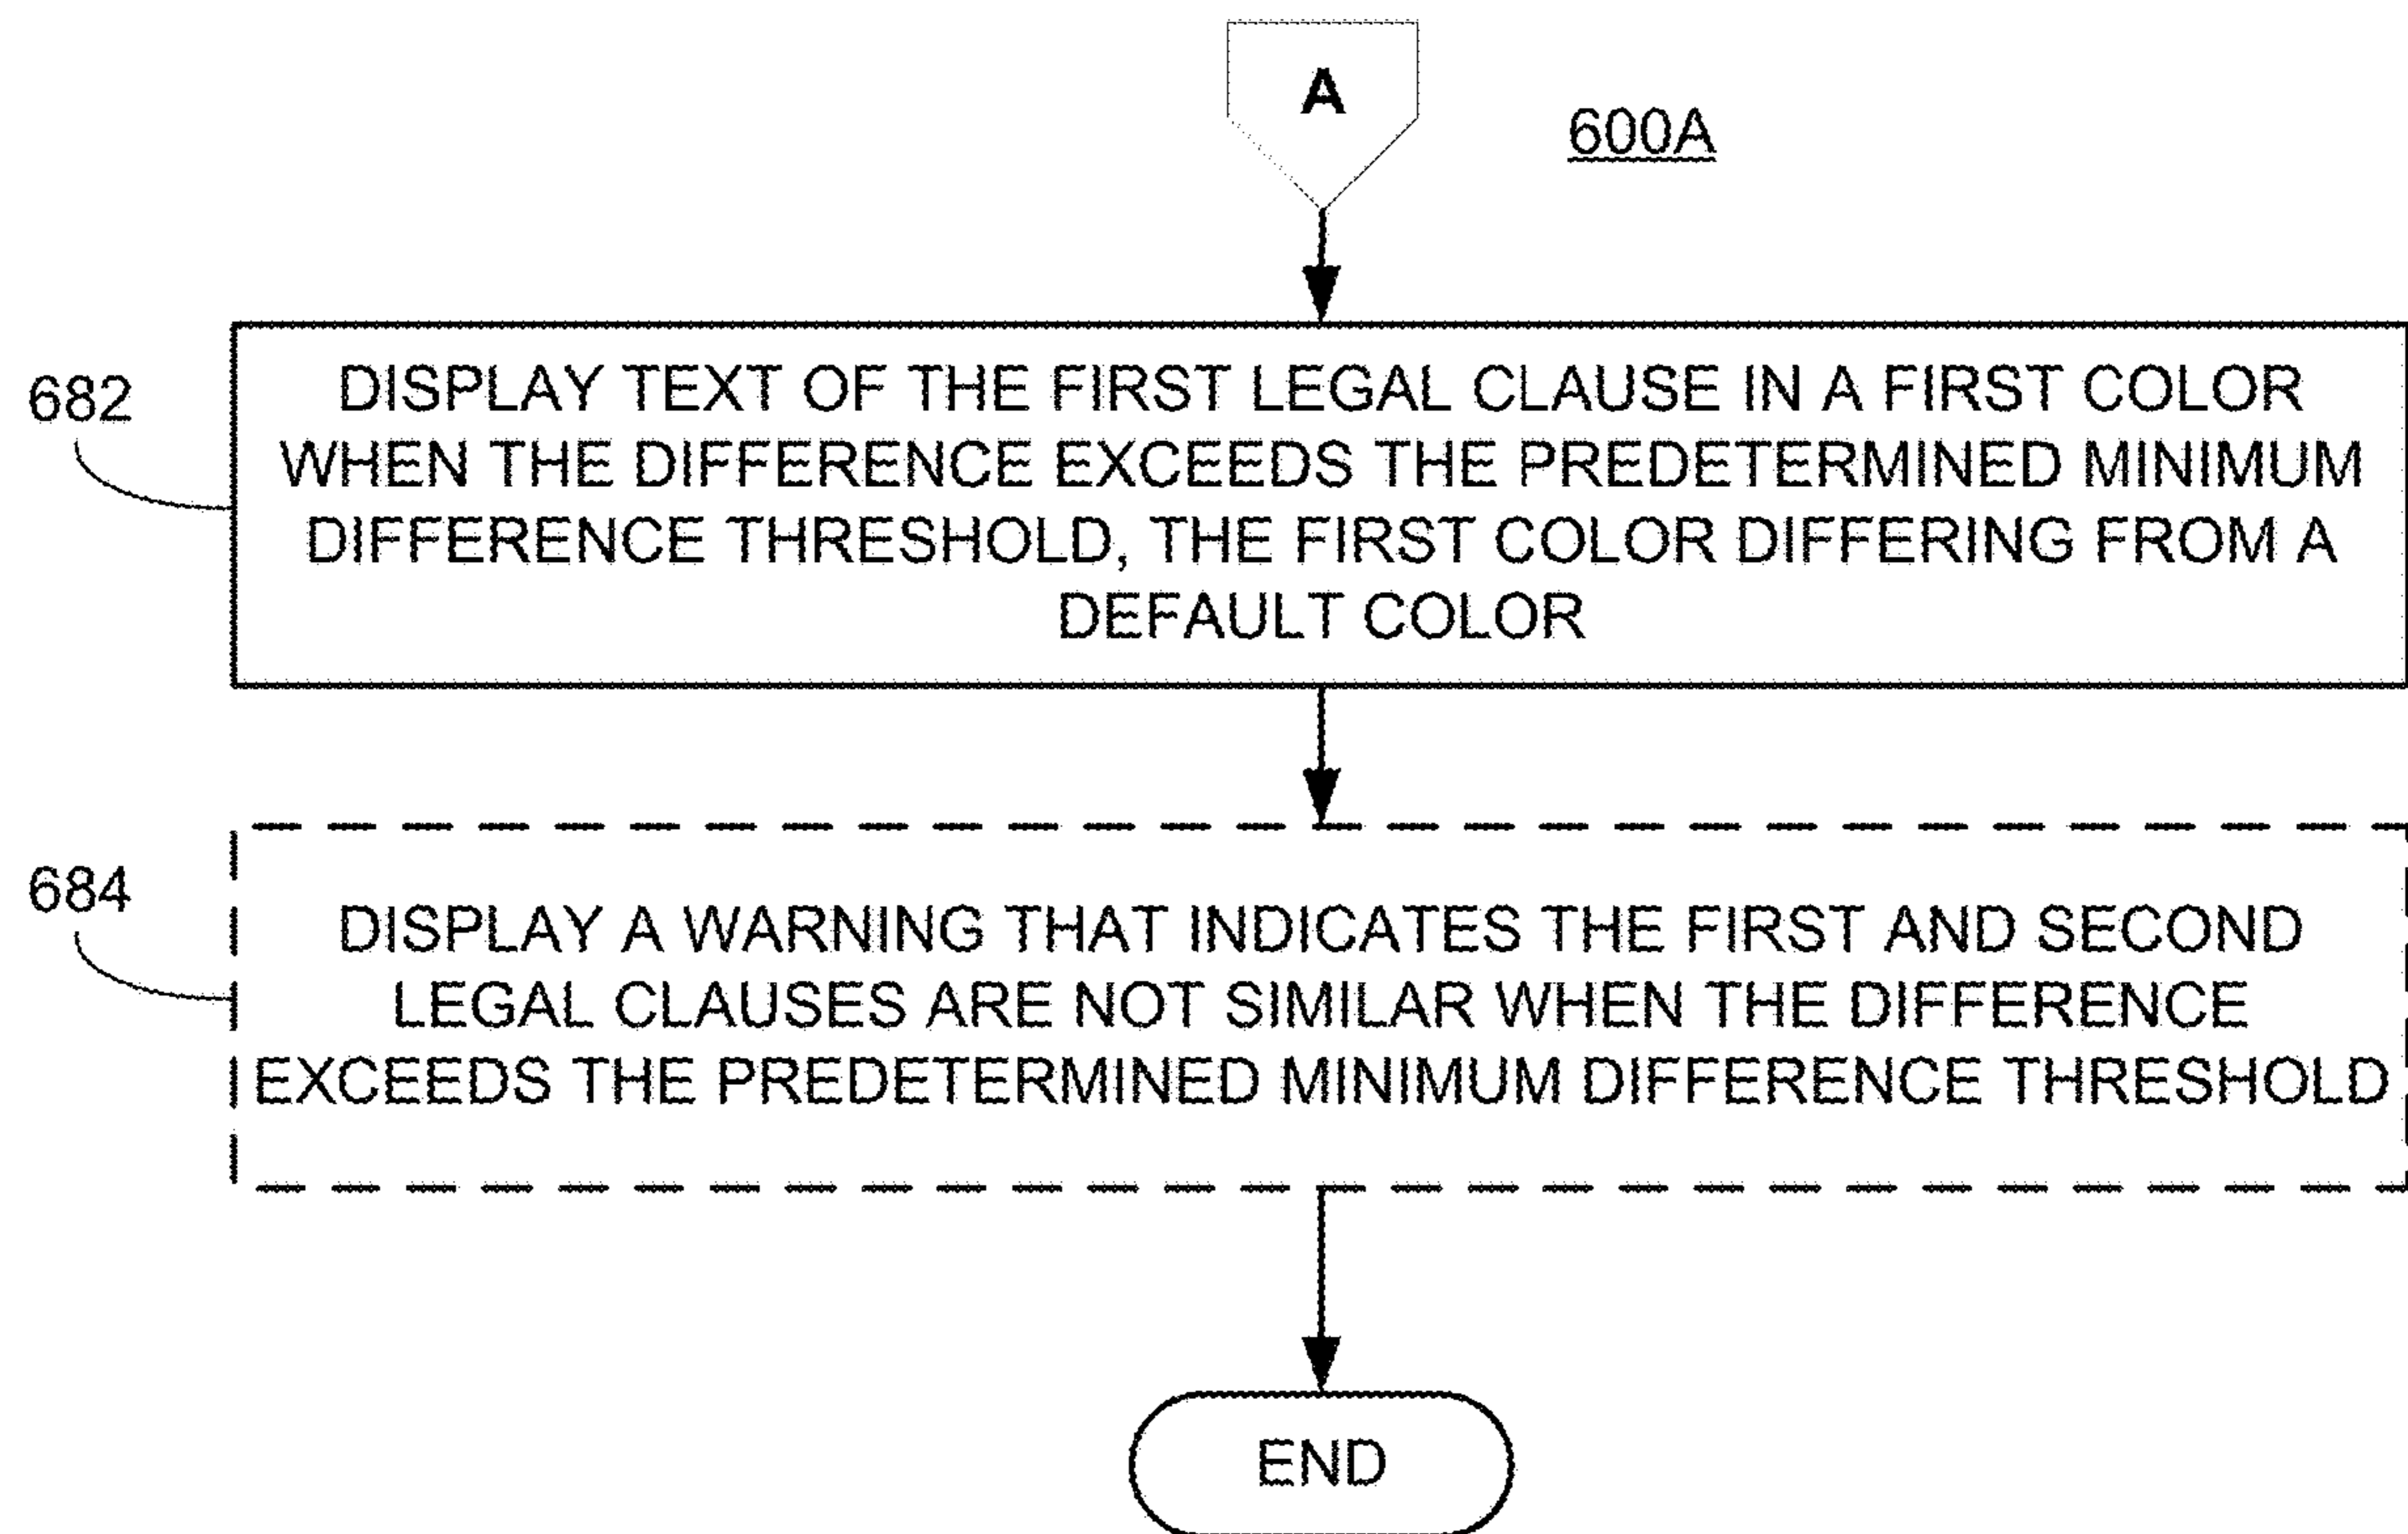 A
600A
682
DISPLAY TEXT OF THE FIRST LEGAL CLAUSE IN A FIRST COLOR
WHEN THE DIFFERENCE EXCEEDS THE PREDETERMINED MINIMUM
DIFFERENCE THRESHOLD, THE FIRST COLOR DIFFERING FROM A
DEFAULT COLOR
684
DISPLAY A WARNING THAT INDICATES THE FIRST AND SECOND
LEGAL CLAUSES ARE NOT SIMILAR WHEN THE DIFFERENCE
EXCEEDS THE PREDETERMINED MINIMUM DIFFERENCE THRESHOLD
END